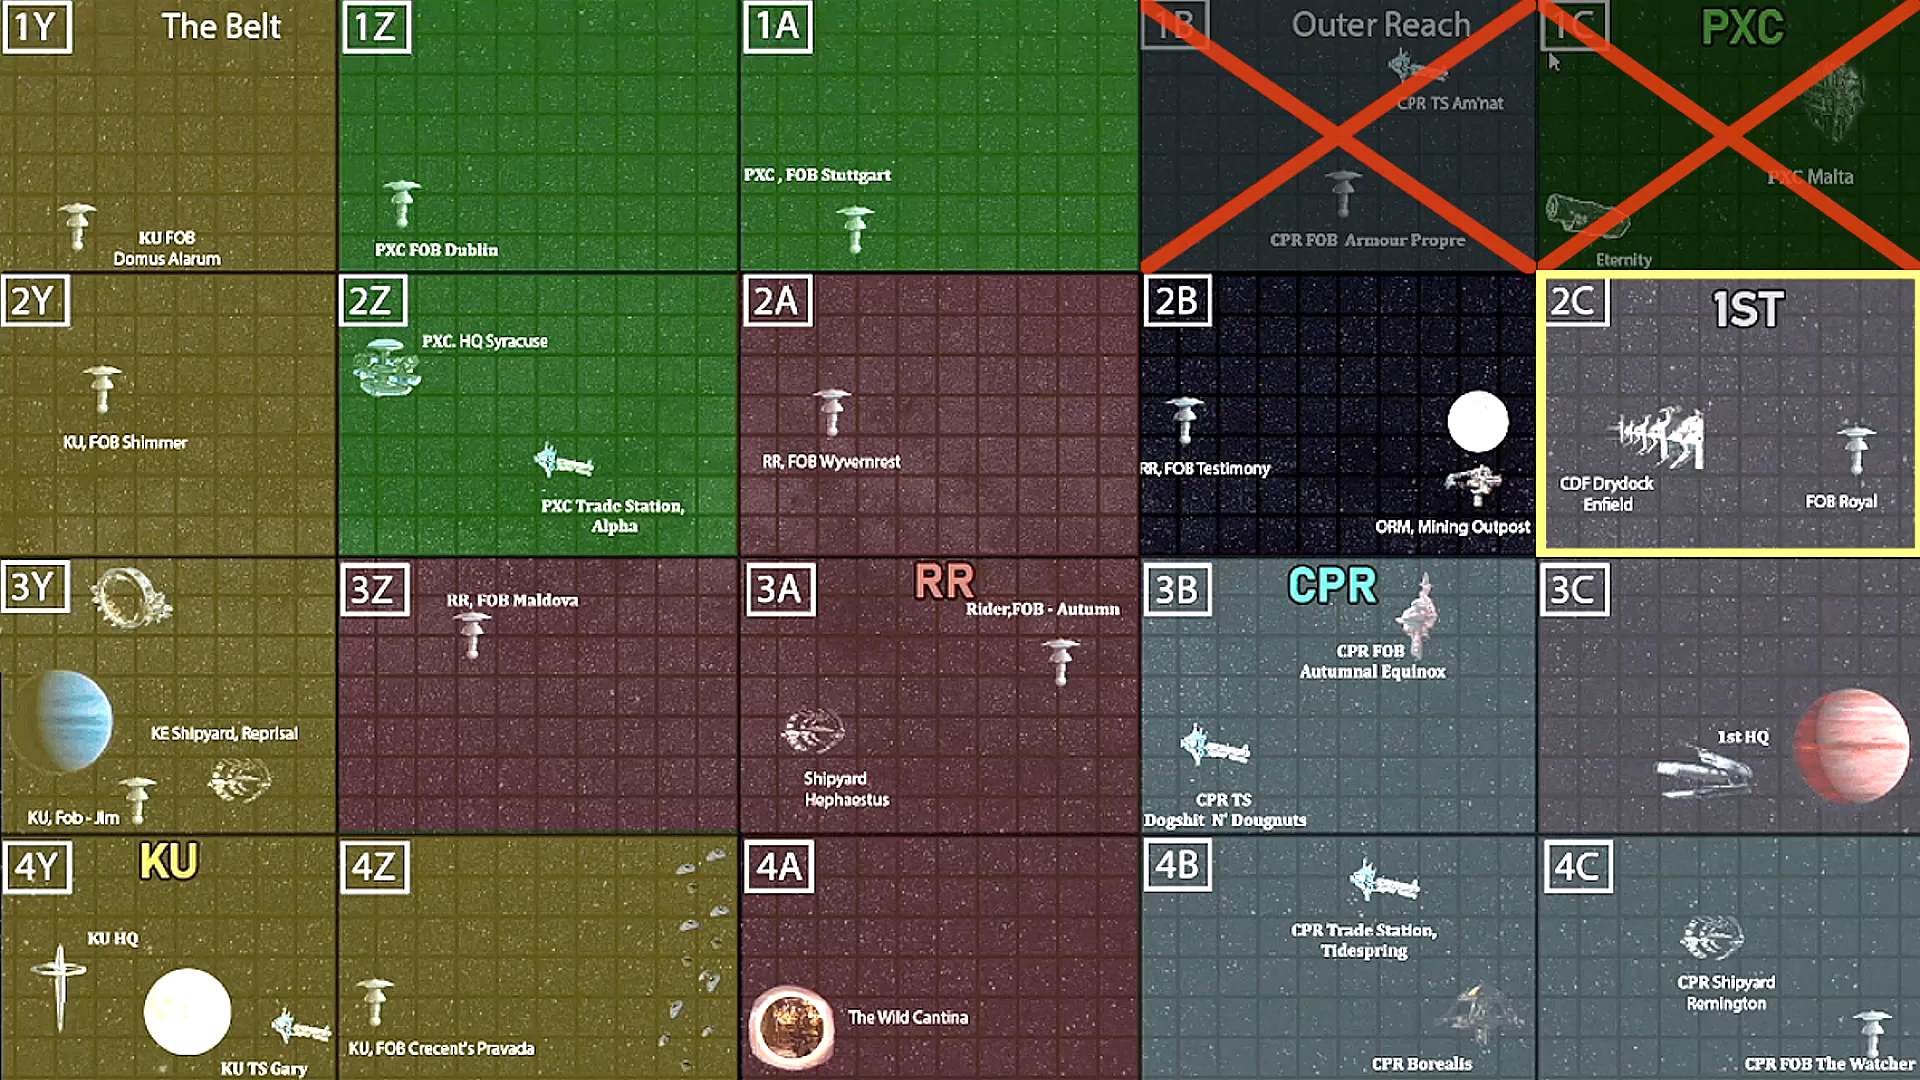 1Y
The Belt
KU FOB
Domus Alarum
1Z
PXC FOB Dublin
1A
PXC , FOB Stuttgart
1B
Outer Reach
CPR TS Am'nat
CPR FOB Armour Propre
1C
PXC
PXC Malta
Eternity
2Y
KU, FOB Shimmer
2Z
PXC. HQ Syracuse
PXC Trade Station,
Alpha
2A
RR, FOB Wyvernrest
2B
RR, FOB Testimony
ORM, Mining Outpost
2C
1ST
CDF Drydock
Enfield
FOB Royal
3Y
KE Shipyard, Reprisal
KU, Fob - Jim
3Z
RR, FOB Maldova
3A
RR
Rider,FOB - Autumn
Shipyard
Hephaestus
3B
CPR
CPR FOB
Autumnal Equinox
CPR TS
Dogshit N' Dougnuts
3C
1st HQ
4Y
KU
KU HQ
KU TS Gary
4Z
KU, FOB Crecent's Pravada
4A
The Wild Cantina
4B
CPR Trade Station,
Tidespring
CPR Borealis
4C
CPR Shipyard
Remington
CPR FOB The Watcher